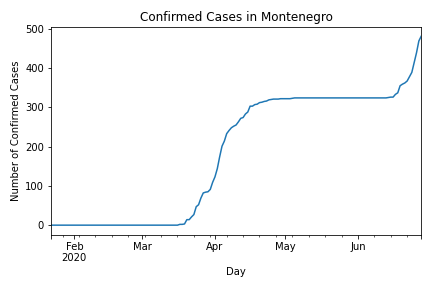 Confirmed Cases in Montenegro
Number of Confirmed Cases
500
400
300
200
100
0
Feb
2020
Mar
Apr
May
Jun
Day